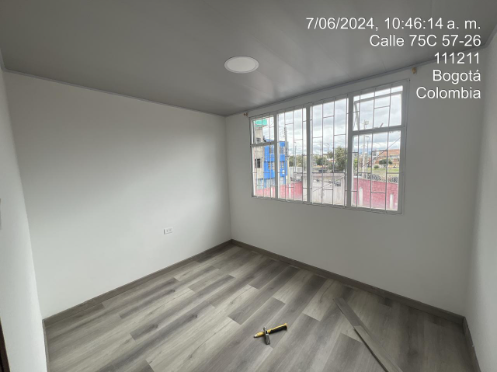 7/06/2024, 10:46:14 a. m.
Calle 75C 57-26
111211
Bogotá
Colombia